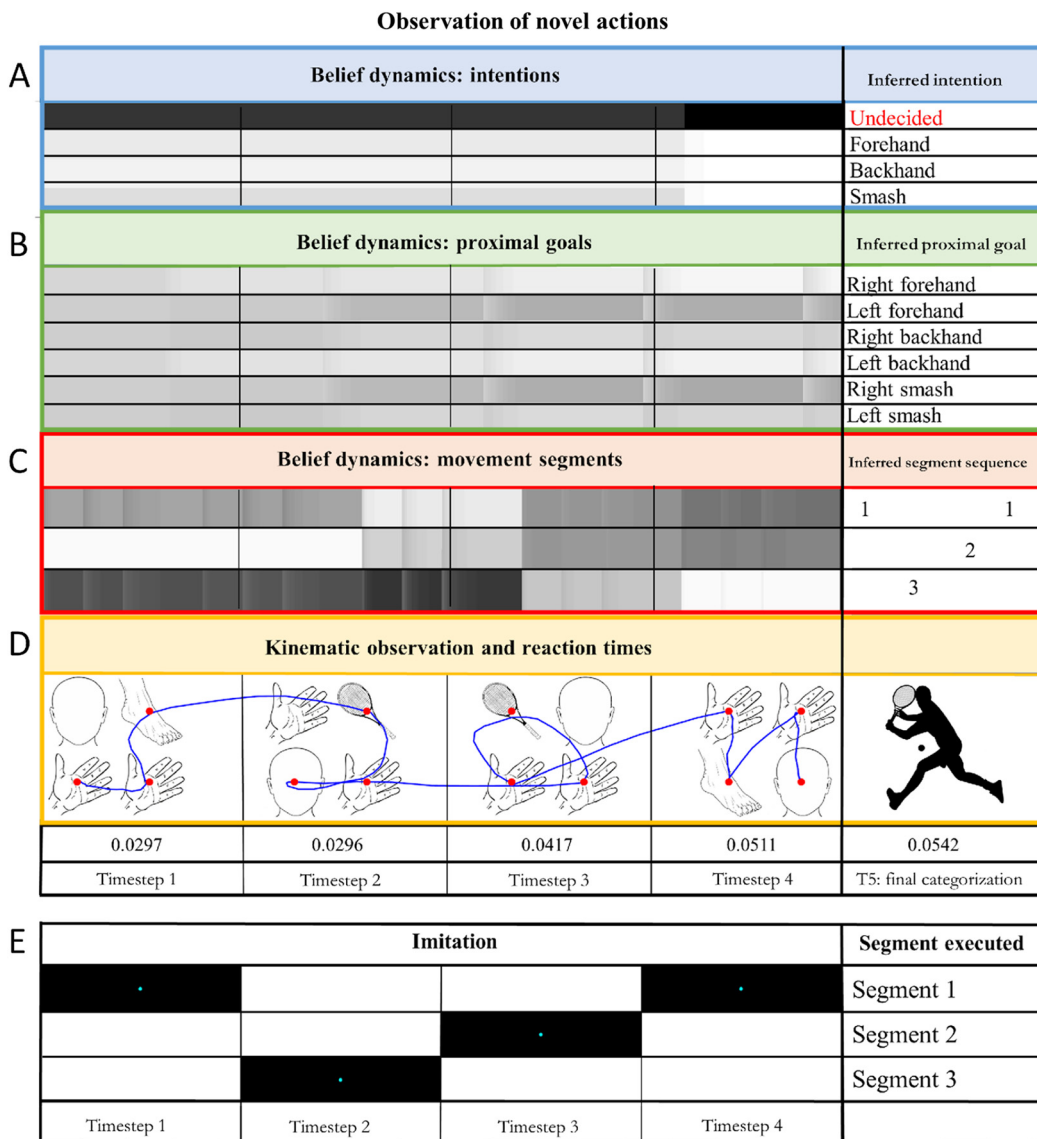 Observation of novel actions
A
Belief dynamics: intentions
Inferred intention
Undecided
Forehand
Backhand
Smash
B
Belief dynamics: proximal goals
Inferred proximal goal
Right forehand
Left forehand
Right backhand
Left backhand
Right smash
Left smash
C
Belief dynamics: movement segments
Inferred segment sequence
1 1
2
3
D
Kinematic observation and reaction times
0.0297 0.0296 0.0417 0.0511 0.0542
Timestep 1 Timestep 2 Timestep 3 Timestep 4 T5: final categorization
E
Imitation Segment executed
Segment 1
Segment 2
Segment 3
Timestep 1 Timestep 2 Timestep 3 Timestep 4